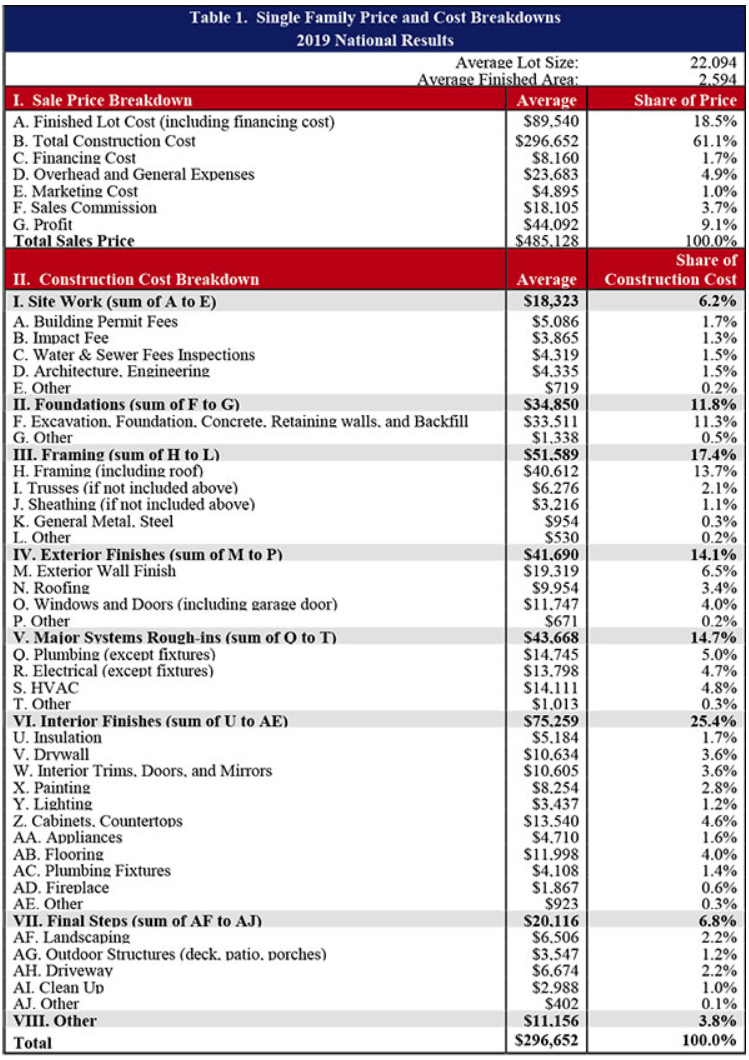 Table 1. Single Family Price and Cost Breakdowns
2019 National Results
Average Lot Size: 22,094
Average Finished Area: 2,594
I. Sale Price Breakdown Average Share of Price
A. Finished Lot Cost (including financing cost) $89,540 18.5%
B. Total Construction Cost $296,652 61.1%
C. Financing Cost $8,160 1.7%
D. Overhead and General Expenses $23,683 4.9%
E. Marketing Cost $4,895 1.0%
F. Sales Commission $18,105 3.7%
G. Profit $44,092 9.1%
Total Sales Price $485,128 100.0%
Share of
II. Construction Cost Breakdown Average Construction Cost
I. Site Work (sum of A to E) $18,323 6.2%
A. Building Permit Fees $5,086 1.7%
B. Impact Fee $3,865 1.3%
C. Water & Sewer Fees Inspections $4,319 1.5%
D. Architecture, Engineering $4,335 1.5%
E. Other $719 0.2%
II. Foundations (sum of F to G) $34,850 11.8%
F. Excavation, Foundation, Concrete, Retaining walls, and Backfill $33,511 11.3%
G. Other $1,338 0.5%
III. Framing (sum of H to L) $51,589 17.4%
H. Framing (including roof) $40,612 13.7%
I. Trusses (if not included above) $6,276 2.1%
J. Sheathing (if not included above) $3,216 1.1%
K. General Metal, Steel $954 0.3%
L. Other $530 0.2%
IV. Exterior Finishes (sum of M to P) $41,690 14.1%
M. Exterior Wall Finish $19,319 6.5%
N. Roofing $9,954 3.4%
O. Windows and Doors (including garage door) $11,747 4.0%
P. Other $671 0.2%
V. Major Systems Rough-ins (sum of Q to T) $43,668 14.7%
Q. Plumbing (except fixtures) $14,745 5.0%
R. Electrical (except fixtures) $13,798 4.7%
S. HVAC $14,111 4.8%
T. Other $1,013 0.3%
VI. Interior Finishes (sum of U to AE) $75,259 25.4%
U. Insulation $5,184 1.7%
V. Drywall $10,634 3.6%
W. Interior Trims, Doors, and Mirrors $10,605 3.6%
X. Painting $8,254 2.8%
Y. Lighting $3,437 1.2%
Z. Cabinets, Countertops $13,540 4.6%
AA. Appliances $4,710 1.6%
AB. Flooring $11,998 4.0%
AC. Plumbing Fixtures $4,108 1.4%
AD. Fireplace $1,867 0.6%
AE. Other $923 0.3%
VII. Final Steps (sum of AF to AJ) $20,116 6.8%
AF. Landscaping $6,506 2.2%
AG. Outdoor Structures (deck, patio, porches) $3,547 1.2%
AH. Driveway $6,674 2.2%
AI. Clean Up $2,988 1.0%
AJ. Other $402 0.1%
VIII. Other $11,156 3.8%
Total $296,652 100.0%